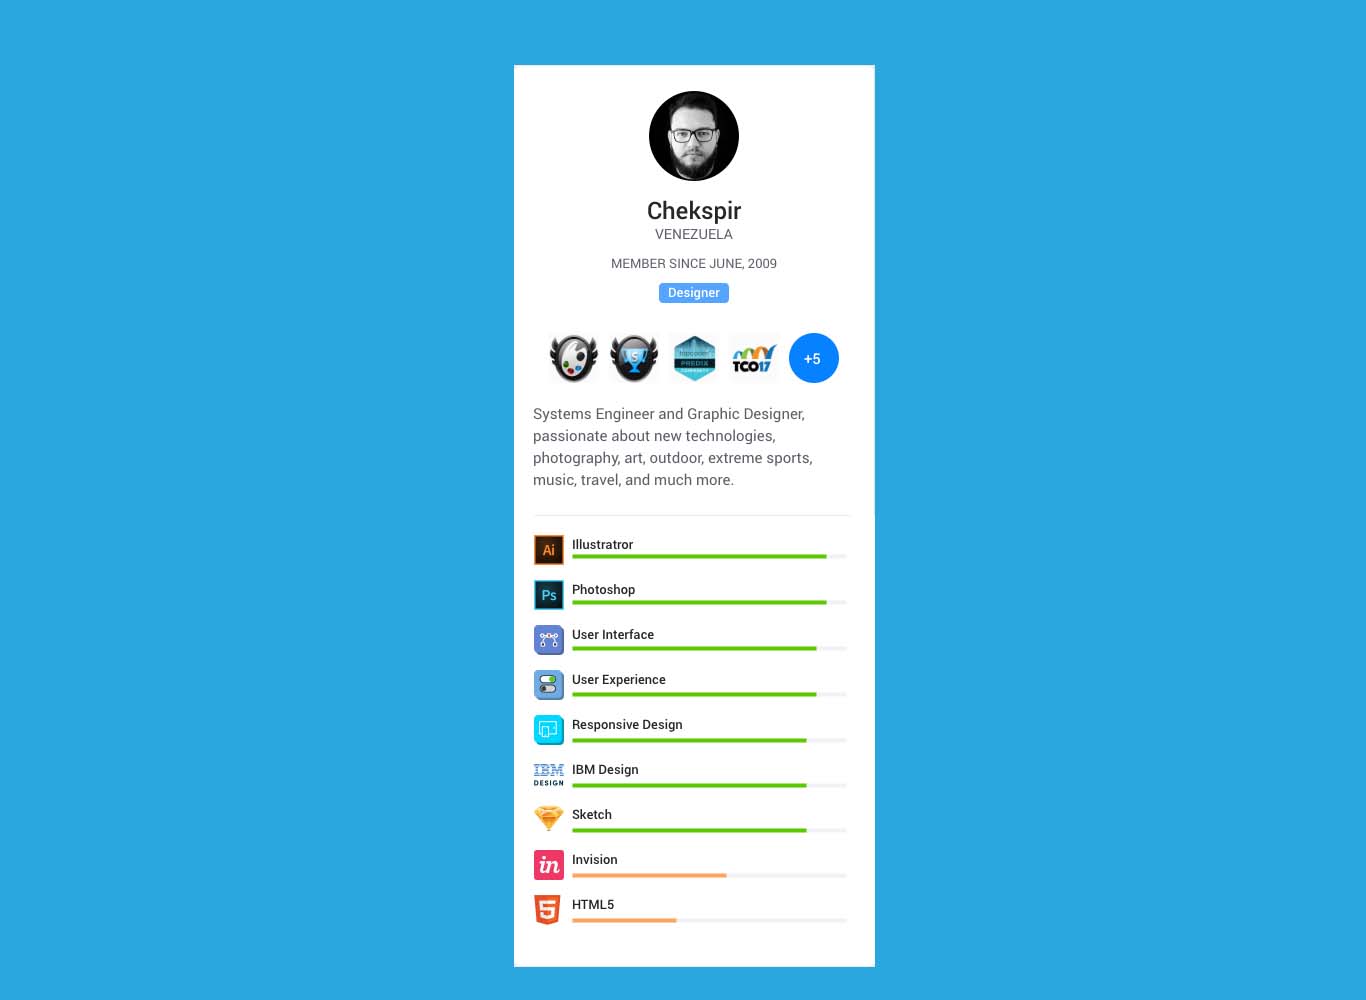 Chekspir
VENEZUELA
MEMBER SINCE JUNE, 2009
Designer
S
topcoder
PREDIX
COMMUNITY
TCO17
+5
Systems Engineer and Graphic Designer,
passionate about new technologies,
photography, art, outdoor, extreme sports,
music, travel, and much more.
Ai
Illustratror
Ps
Photoshop
User Interface
User Experience
Responsive Design
IBM
DESIGN
IBM Design
Sketch
in
Invision
5
HTML5